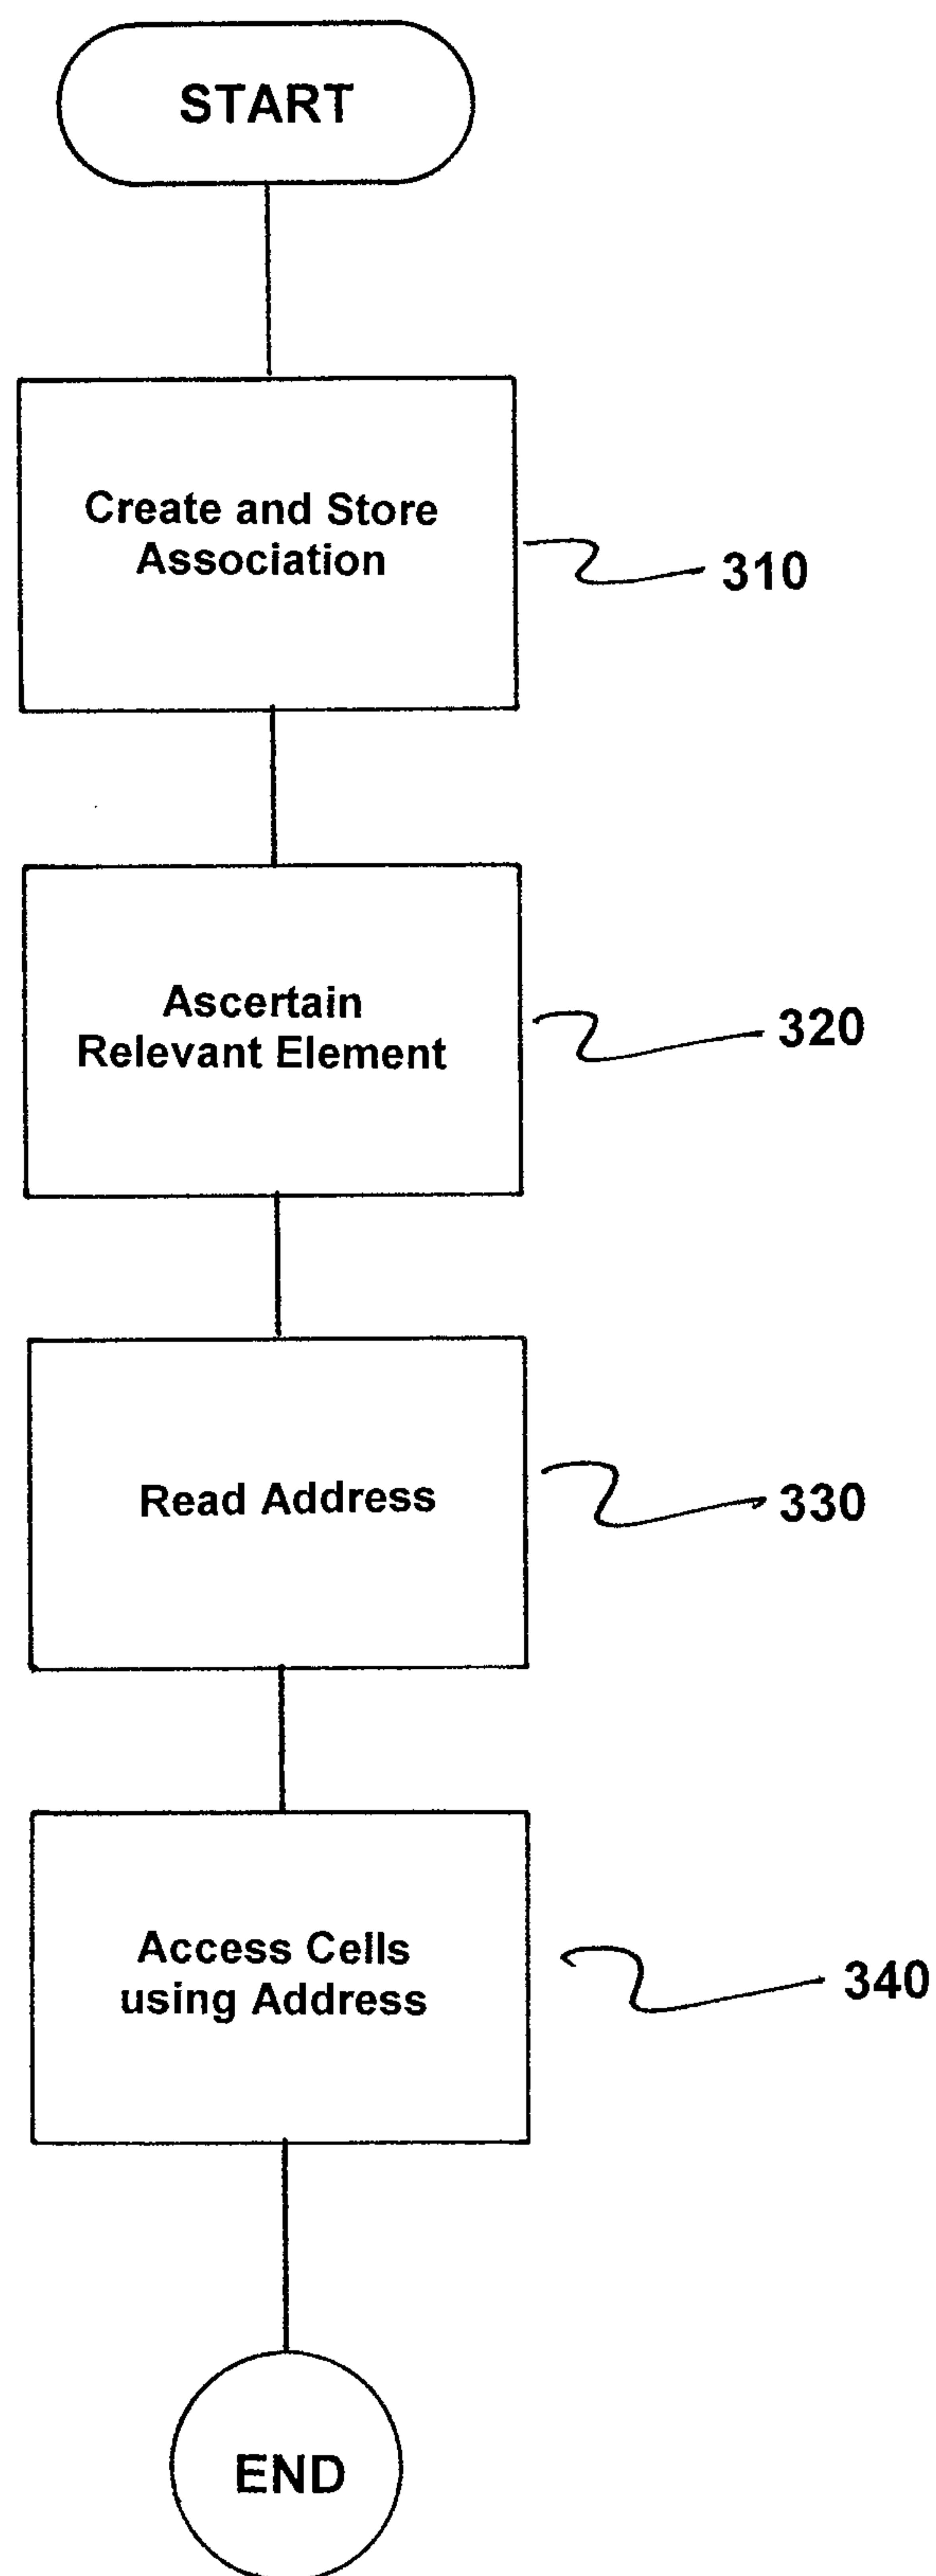 START
Create and Store
Association
310
Ascertain
Relevant Element
320
Read Address
330
Access Cells
using Address
340
END